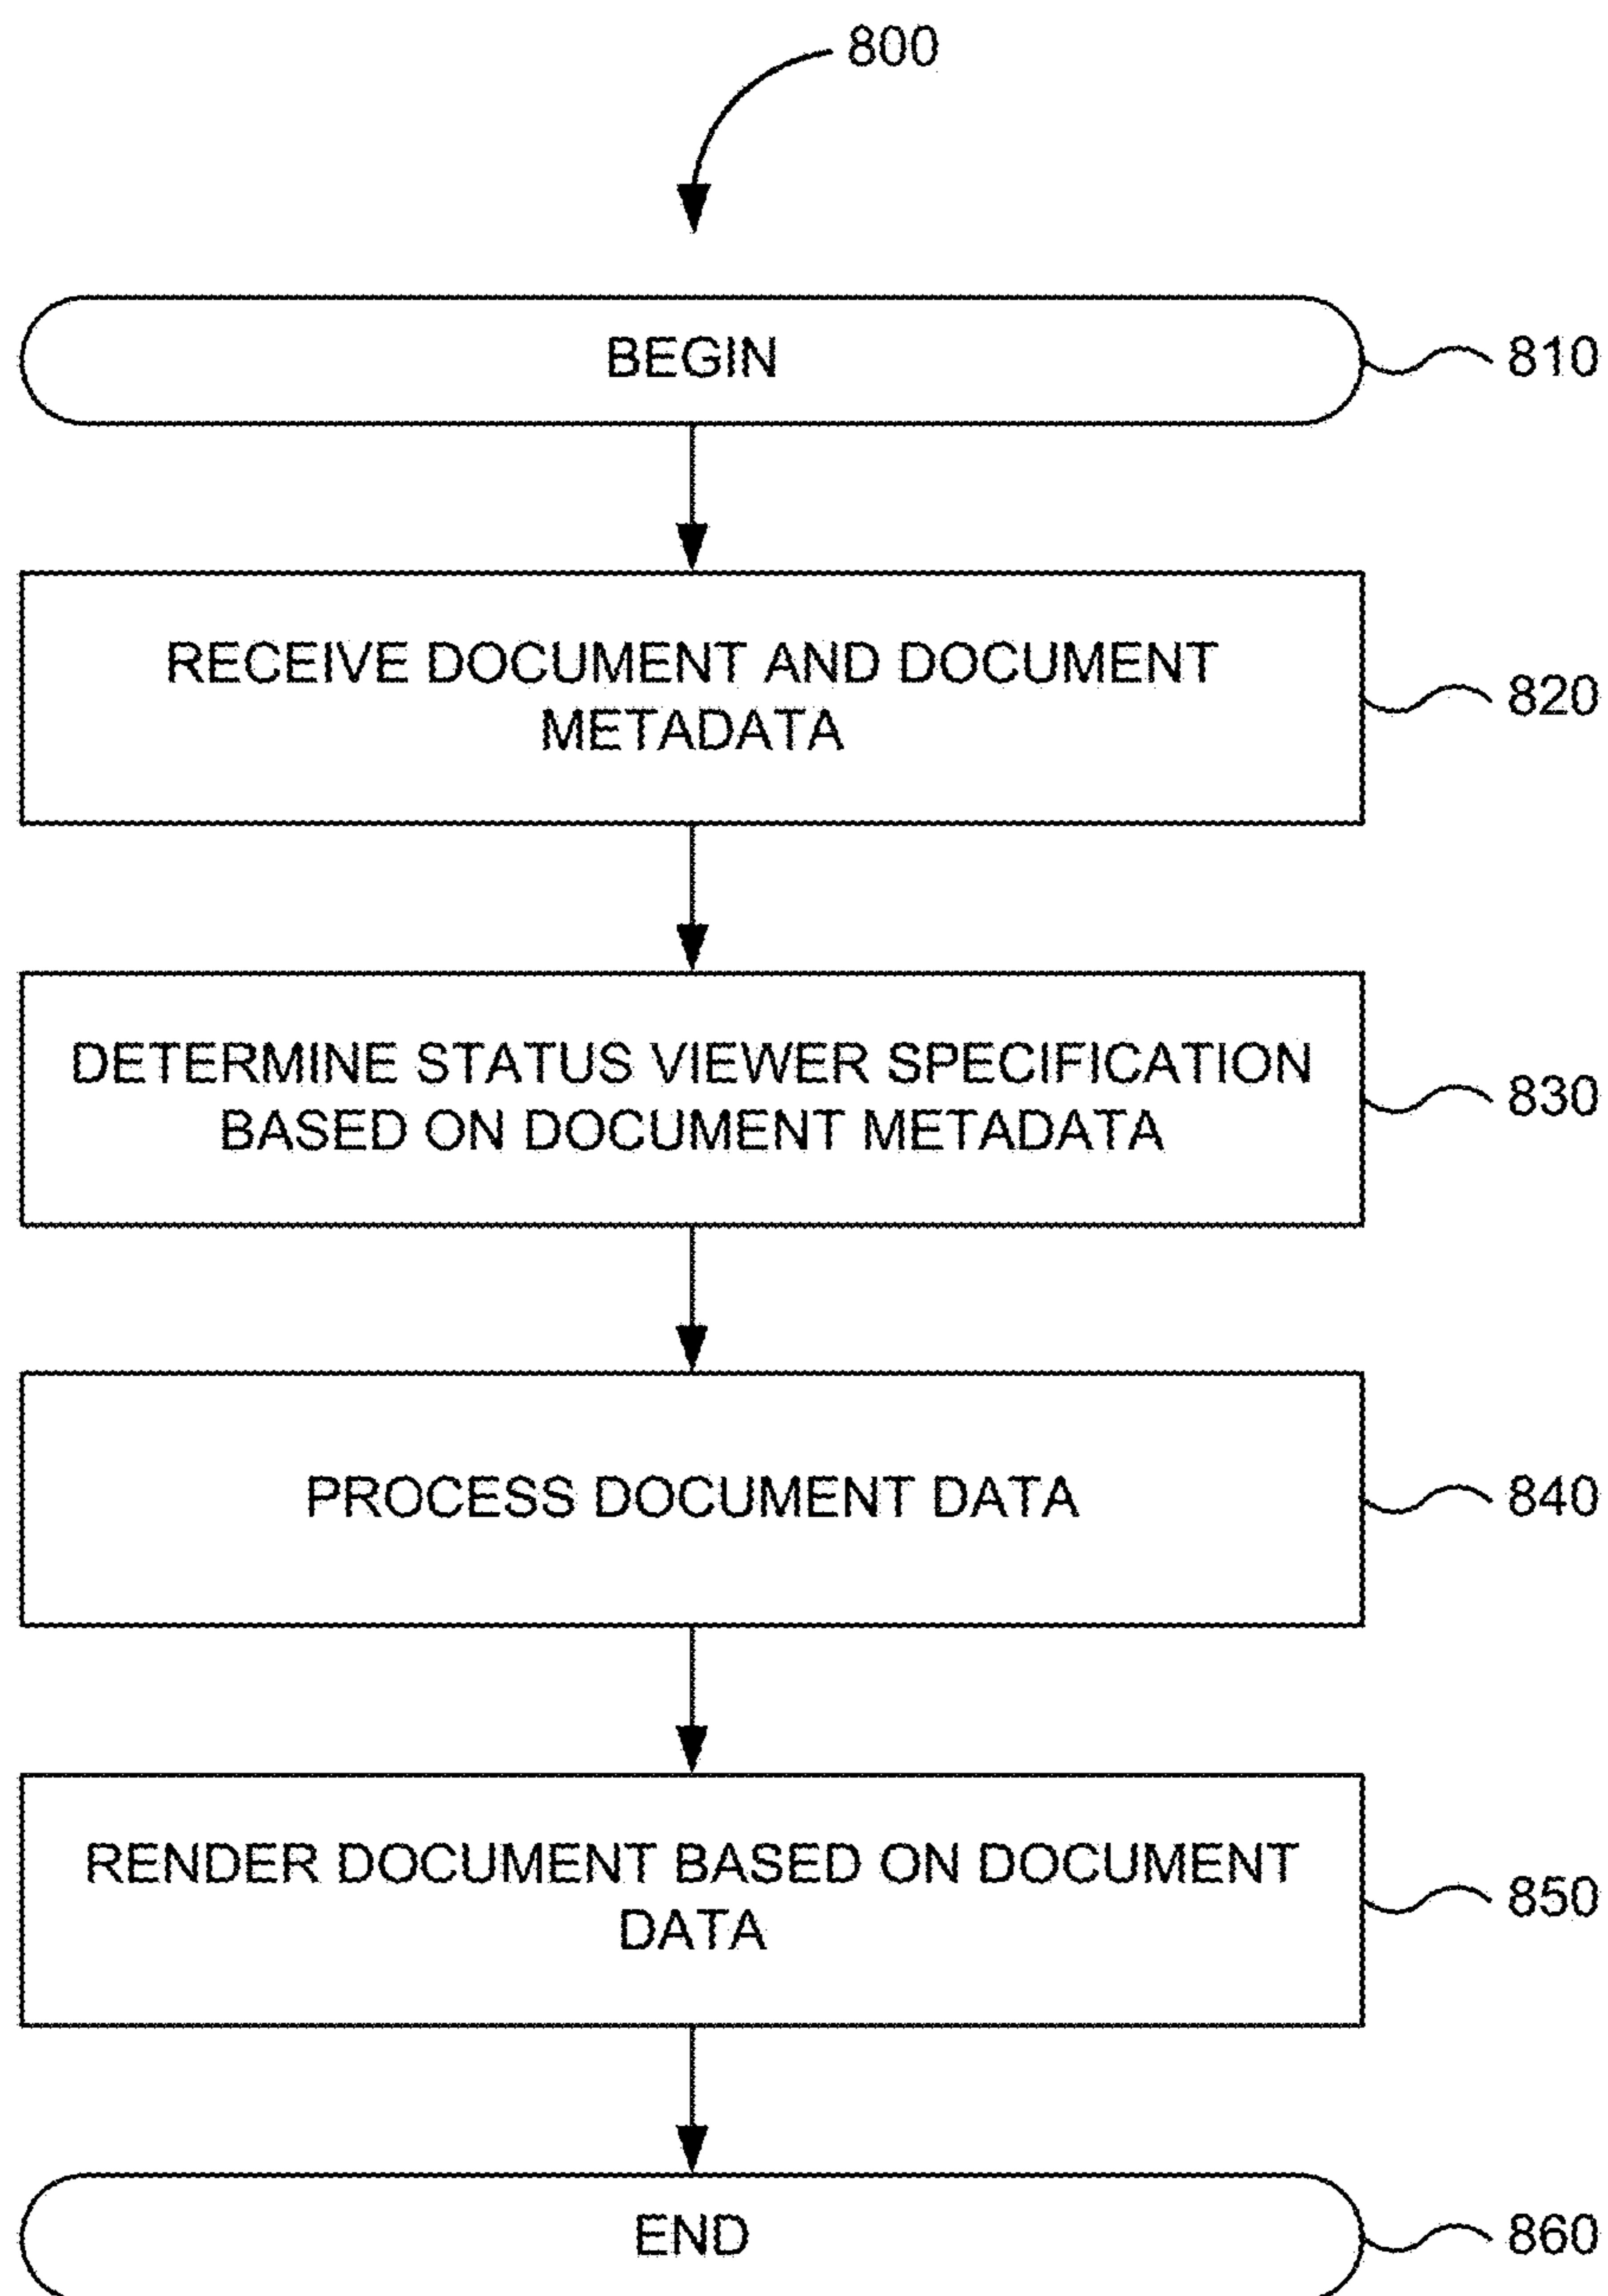 800
BEGIN
810
RECEIVE DOCUMENT AND DOCUMENT
METADATA
820
DETERMINE STATUS VIEWER SPECIFICATION
BASED ON DOCUMENT METADATA
830
PROCESS DOCUMENT DATA
840
RENDER DOCUMENT BASED ON DOCUMENT
DATA
850
END
860